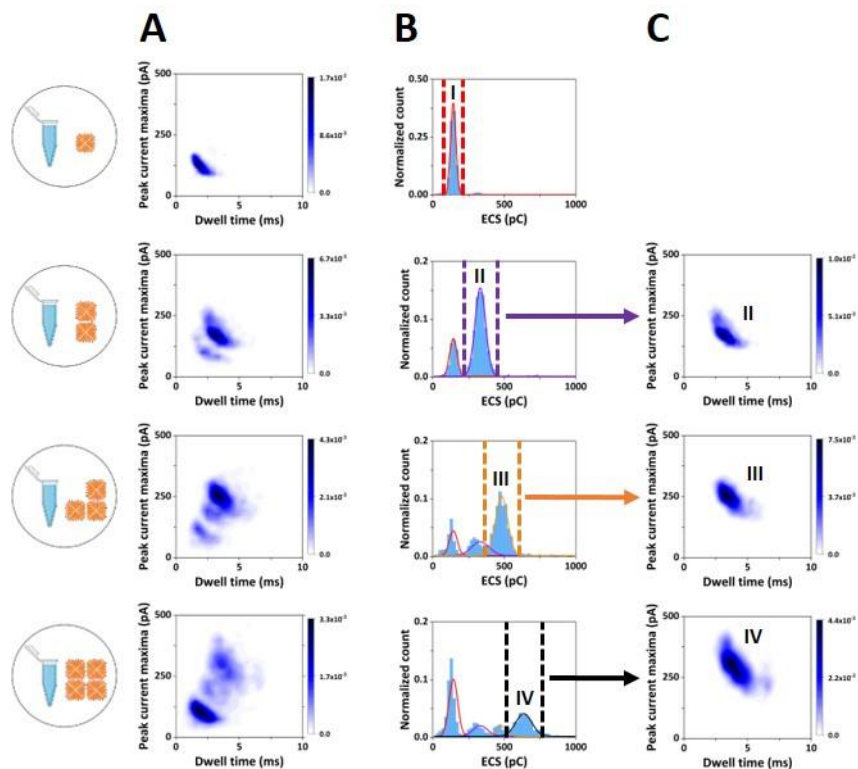 A
B
C
500
250
0
0
5
10
Peak current maxima (pA)
Dwell time (ms)
1.7x10⁻²
8.6x10⁻³
0.0
0.50
0.25
0.00
0
500
1000
Normalized count
ECS (pC)
I
500
250
0
0
5
10
Peak current maxima (pA)
Dwell time (ms)
6.7x10⁻³
3.3x10⁻³
0.0
0.2
0.1
0.0
0
500
1000
Normalized count
ECS (pC)
II
500
250
0
0
5
10
Peak current maxima (pA)
Dwell time (ms)
II
5.1x10⁻³
0.0
500
250
0
0
5
10
Peak current maxima (pA)
Dwell time (ms)
4.3x10⁻³
2.1x10⁻³
0.0
0.2
0.1
0.0
0
500
1000
Normalized count
ECS (pC)
III
500
250
0
0
5
10
Peak current maxima (pA)
Dwell time (ms)
III
7.5x10⁻³
0.0
500
250
0
0
5
10
Peak current maxima (pA)
Dwell time (ms)
3.3x10⁻³
1.7x10⁻³
0.0
0.2
0.1
0.0
0
500
1000
Normalized count
ECS (pC)
IV
500
250
0
0
5
10
Peak current maxima (pA)
Dwell time (ms)
IV
4.4x10⁻³
2.2x10⁻³
0.0